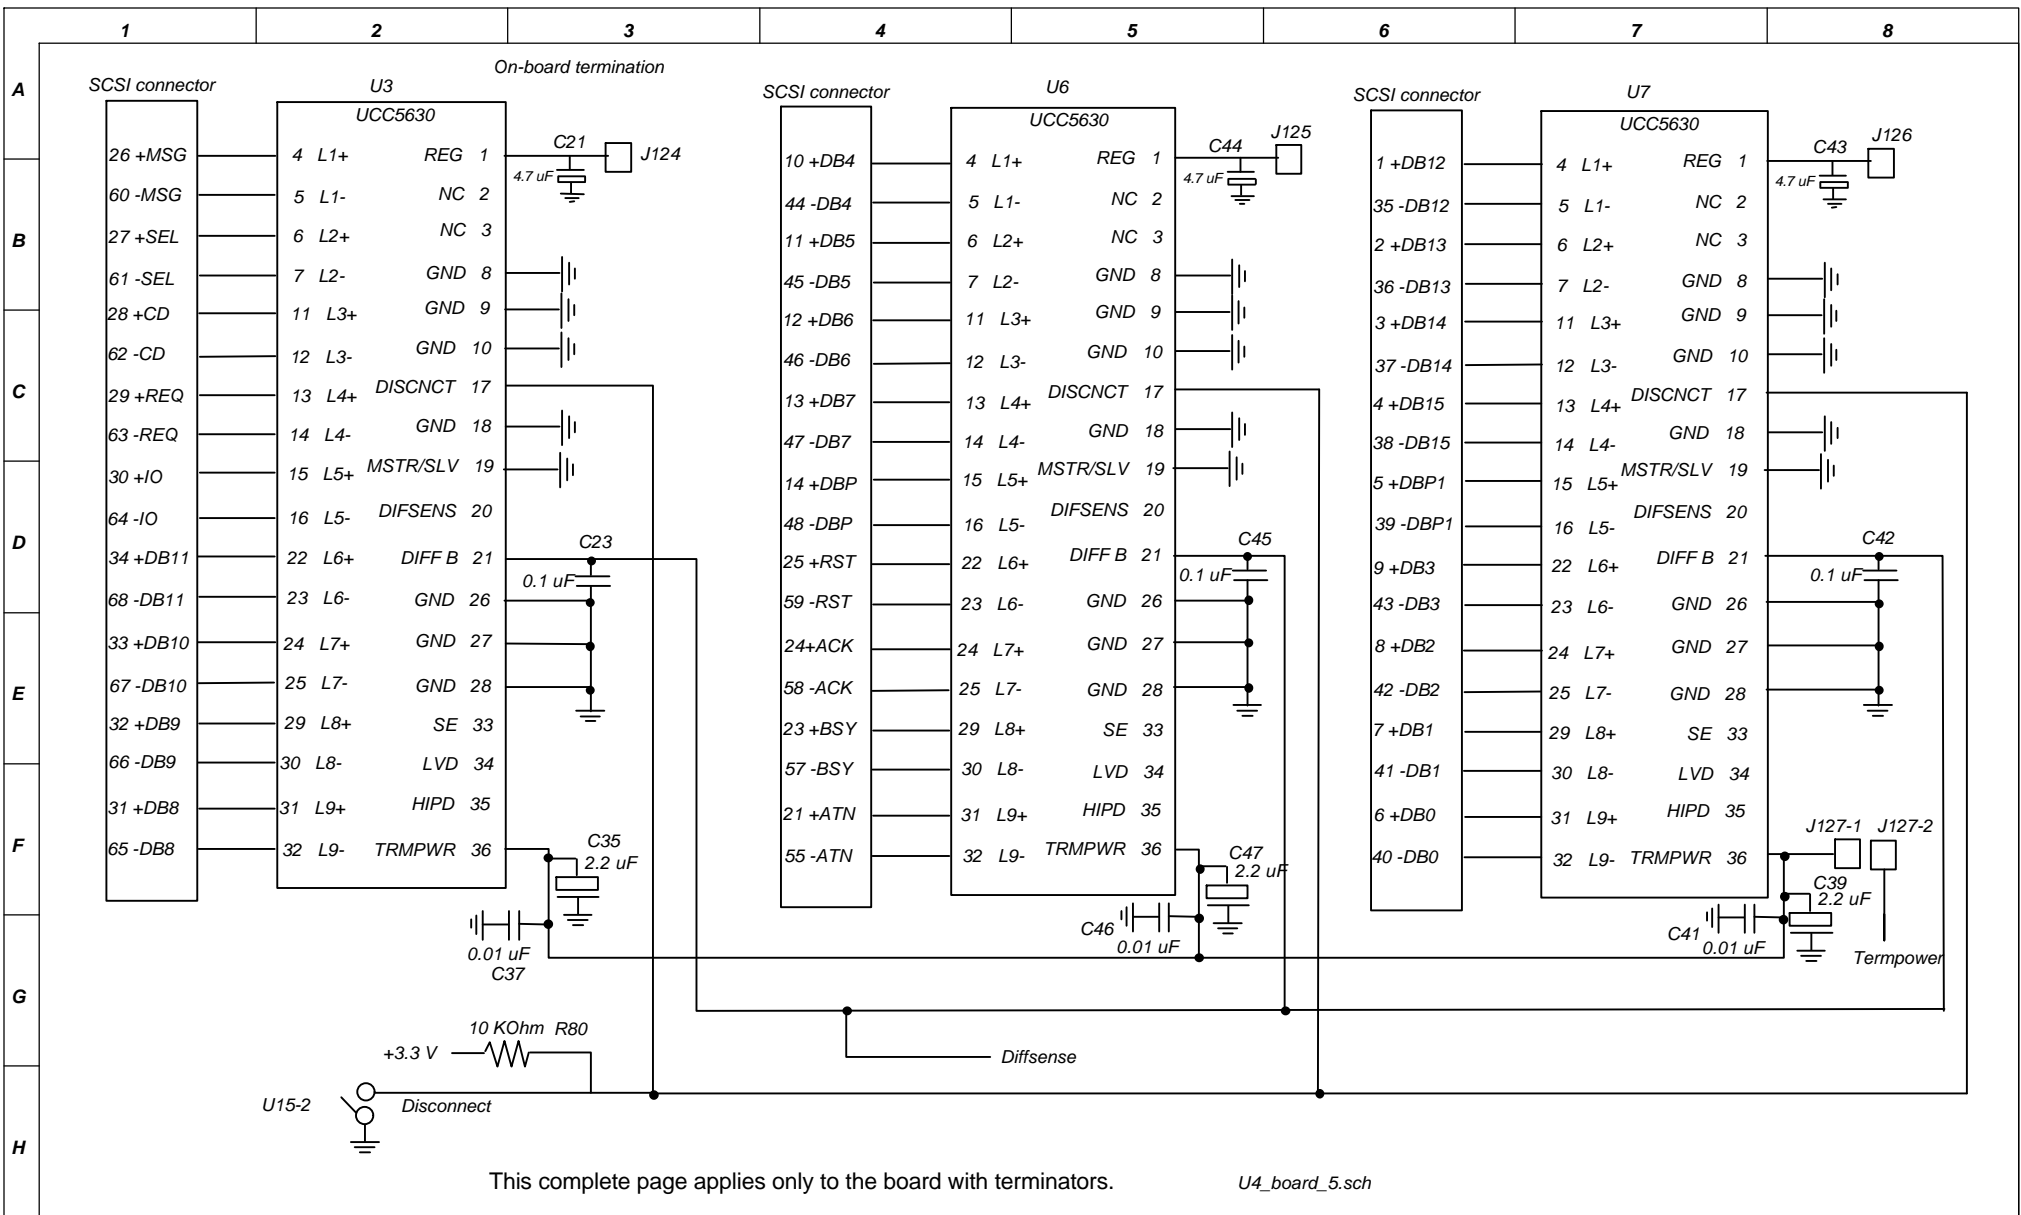 1 2 3 4 5 6 7 8
A
B
C
D
E
F
G
H
On-board termination
SCSI connector
26 +MSG
60 -MSG
27 +SEL
61 -SEL
28 +CD
62 -CD
29 +REQ
63 -REQ
30 +IO
64 -IO
34 +DB11
68 -DB11
33 +DB10
67 -DB10
32 +DB9
66 -DB9
31 +DB8
65 -DB8
U3
UCC5630
4 L1+ REG 1
5 L1- NC 2
6 L2+ NC 3
7 L2- GND 8
11 L3+ GND 9
12 L3- GND 10
13 L4+ DISCNCT 17
14 L4- GND 18
15 L5+ MSTR/SLV 19
16 L5- DIFSENS 20
22 L6+ DIFF B 21
23 L6- GND 26
24 L7+ GND 27
25 L7- GND 28
29 L8+ SE 33
30 L8- LVD 34
31 L9+ HIPD 35
32 L9- TRMPWR 36
C21
4.7 uF
J124
C23
0.1 uF
C35
2.2 uF
0.01 uF
C37
SCSI connector
10 +DB4
44 -DB4
11 +DB5
45 -DB5
12 +DB6
46 -DB6
13 +DB7
47 -DB7
14 +DBP
48 -DBP
25 +RST
59 -RST
24+ACK
58 -ACK
23 +BSY
57 -BSY
21 +ATN
55 -ATN
U6
UCC5630
4 L1+ REG 1
5 L1- NC 2
6 L2+ NC 3
7 L2- GND 8
11 L3+ GND 9
12 L3- GND 10
13 L4+ DISCNCT 17
14 L4- GND 18
15 L5+ MSTR/SLV 19
16 L5- DIFSENS 20
22 L6+ DIFF B 21
23 L6- GND 26
24 L7+ GND 27
25 L7- GND 28
29 L8+ SE 33
30 L8- LVD 34
31 L9+ HIPD 35
32 L9- TRMPWR 36
C44
4.7 uF
J125
C45
0.1 uF
C47
2.2 uF
C46
0.01 uF
SCSI connector
1 +DB12
35 -DB12
2 +DB13
36 -DB13
3 +DB14
37 -DB14
4 +DB15
38 -DB15
5 +DBP1
39 -DBP1
9 +DB3
43 -DB3
8 +DB2
42 -DB2
7 +DB1
41 -DB1
6 +DB0
40 -DB0
U7
UCC5630
4 L1+ REG 1
5 L1- NC 2
6 L2+ NC 3
7 L2- GND 8
11 L3+ GND 9
12 L3- GND 10
13 L4+ DISCNCT 17
14 L4- GND 18
15 L5+ MSTR/SLV 19
16 L5- DIFSENS 20
22 L6+ DIFF B 21
23 L6- GND 26
24 L7+ GND 27
25 L7- GND 28
29 L8+ SE 33
30 L8- LVD 34
31 L9+ HIPD 35
32 L9- TRMPWR 36
C43
4.7 uF
J126
C42
0.1 uF
J127-1 J127-2
C39
2.2 uF
C41
0.01 uF
Termpower
10 KOhm R80
+3.3 V
Diffsense
U15-2
Disconnect
This complete page applies only to the board with terminators.
U4_board_5.sch